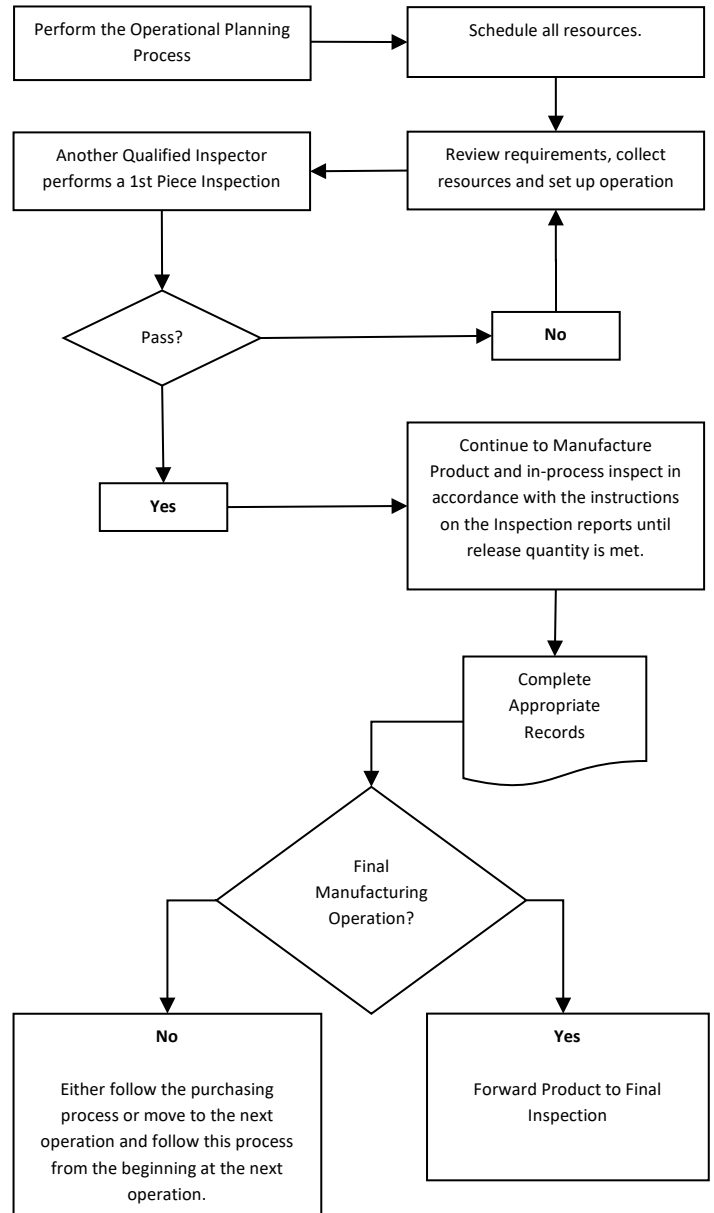 Perform the Operational Planning
Process
Schedule all resources.
Another Qualified Inspector
performs a 1st Piece Inspection
Review requirements, collect
resources and set up operation
Pass?
No
Yes
Continue to Manufacture
Product and in-process inspect in
accordance with the instructions
on the Inspection reports until
release quantity is met.
Complete
Appropriate
Records
Final
Manufacturing
Operation?
No
Either follow the purchasing
process or move to the next
operation and follow this process
from the beginning at the next
operation.
Yes
Forward Product to Final
Inspection